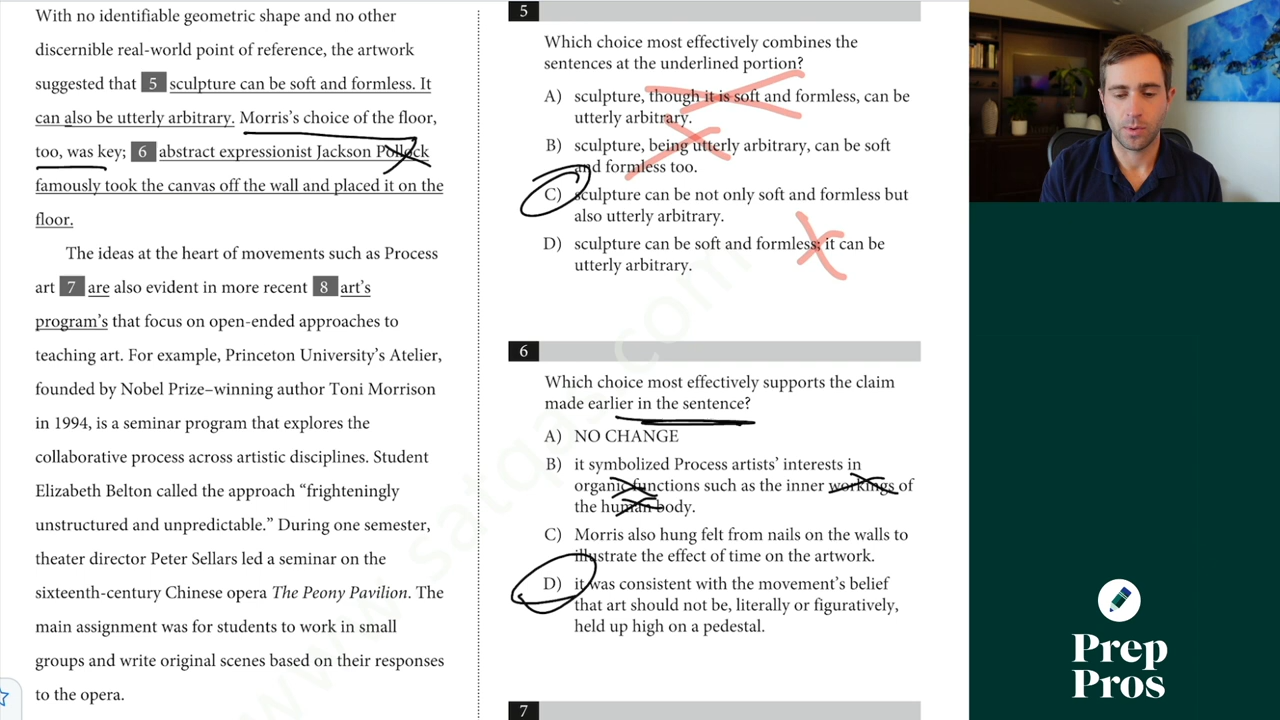 With no identifiable geometric shape and no other
discernible real-world point of reference, the artwork
suggested that 5 sculpture can be soft and formless. It
can also be utterly arbitrary. Morris's choice of the floor,
too, was key; 6 abstract expressionist Jackson Pollock
famously took the canvas off the wall and placed it on the
floor.
The ideas at the heart of movements such as Process
art 7 are also evident in more recent 8 art's
program's that focus on open-ended approaches to
teaching art. For example, Princeton University's Atelier,
founded by Nobel Prize–winning author Toni Morrison
in 1994, is a seminar program that explores the
collaborative process across artistic disciplines. Student
Elizabeth Belton called the approach “frighteningly
unstructured and unpredictable.” During one semester,
theater director Peter Sellars led a seminar on the
sixteenth-century Chinese opera The Peony Pavilion. The
main assignment was for students to work in small
groups and write original scenes based on their responses
to the opera.
5
Which choice most effectively combines the
sentences at the underlined portion?
A) sculpture, though it is soft and formless, can be
utterly arbitrary.
B) sculpture, being utterly arbitrary, can be soft
and formless too.
C) sculpture can be not only soft and formless but
also utterly arbitrary.
D) sculpture can be soft and formless; it can be
utterly arbitrary.
6
Which choice most effectively supports the claim
made earlier in the sentence?
A) NO CHANGE
B) it symbolized Process artists' interests in
organic functions such as the inner workings of
the human body.
C) Morris also hung felt from nails on the walls to
illustrate the effect of time on the artwork.
D) it was consistent with the movement's belief
that art should not be, literally or figuratively,
held up high on a pedestal.
7
Prep
Pros